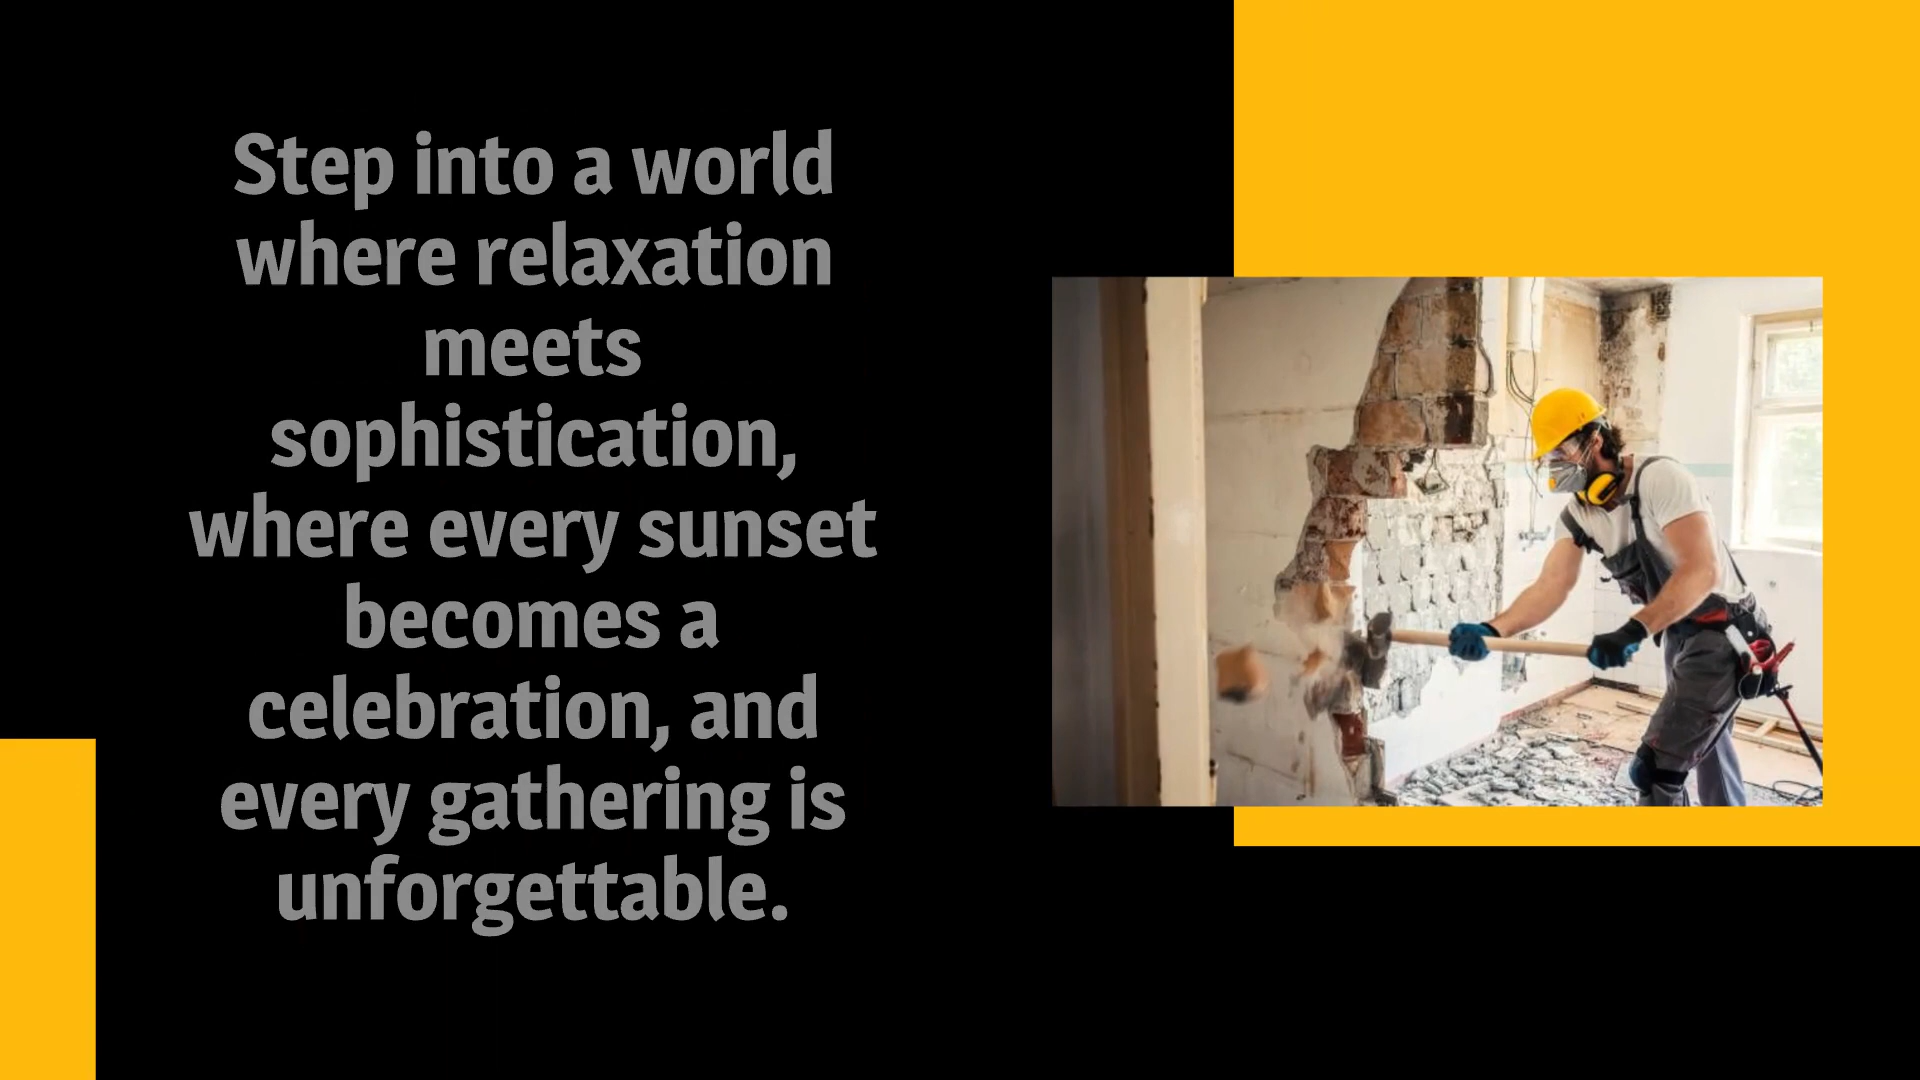 Step into a world
where relaxation
meets
sophistication,
where every sunset
becomes a
celebration, and
every gathering is
unforgettable.